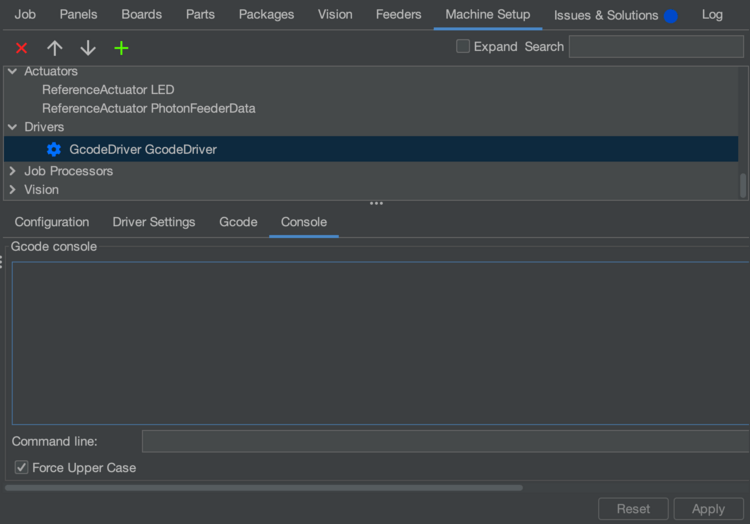 Job Panels Boards Parts Packages Vision Feeders Machine Setup Issues & Solutions Log
Expand Search
Actuators
ReferenceActuator LED
ReferenceActuator PhotonFeederData
Drivers
GcodeDriver GcodeDriver
Job Processors
Vision
Configuration Driver Settings Gcode Console
Gcode console
Command line:
Force Upper Case
Reset Apply